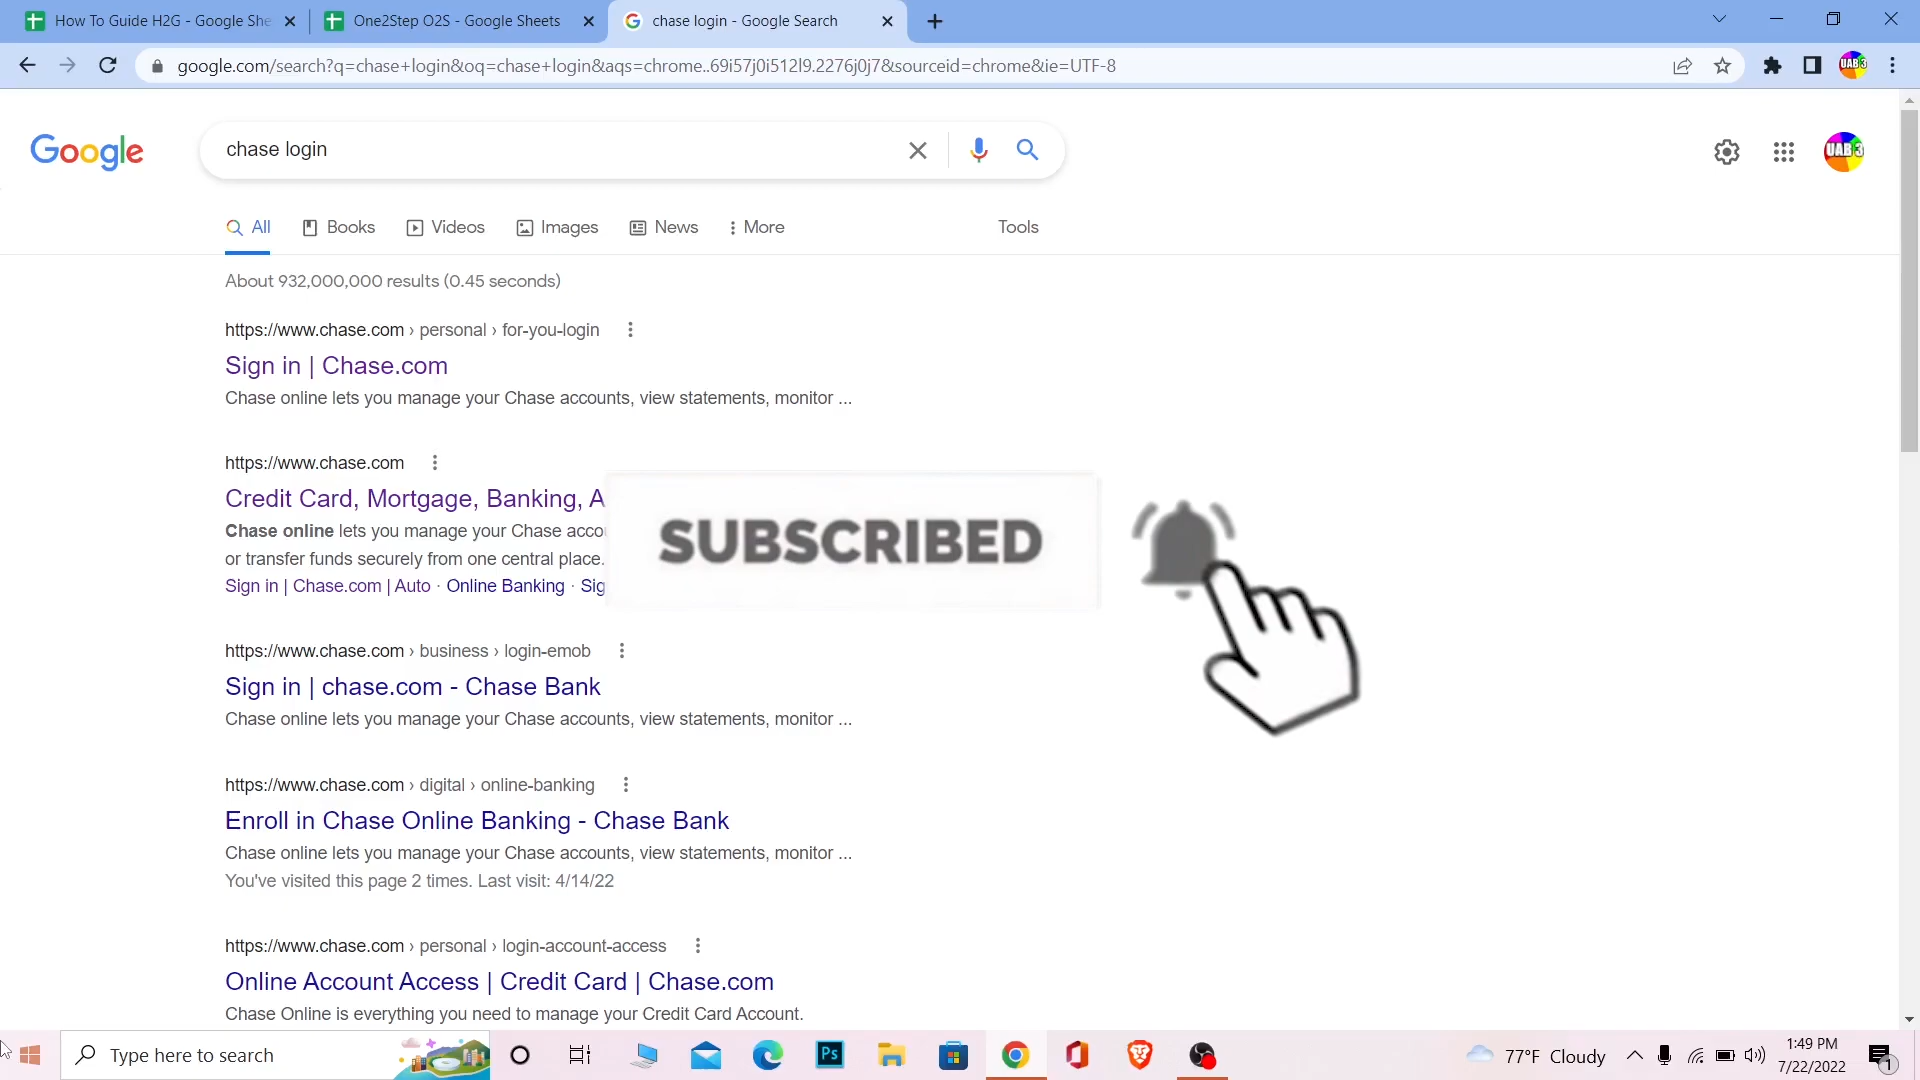 How To Guide H2G - Google She
One2Step O2S - Google Sheets
chase login - Google Search
google.com/search?q=chase+login&oq=chase+login&aqs=chrome..69i57j0i512l9.2276j0j7&sourceid=chrome&ie=UTF-8
UAB 3
Google
chase login
UAB 3
All
Books
Videos
Images
News
More
Tools
About 932,000,000 results (0.45 seconds)
https://www.chase.com › personal › for-you-login
Sign in | Chase.com
Chase online lets you manage your Chase accounts, view statements, monitor ...
https://www.chase.com
Credit Card, Mortgage, Banking, A
Chase online lets you manage your Chase acco
or transfer funds securely from one central place.
Sign in | Chase.com | Auto · Online Banking · Sig
SUBSCRIBED
https://www.chase.com › business › login-emob
Sign in | chase.com - Chase Bank
Chase online lets you manage your Chase accounts, view statements, monitor ...
https://www.chase.com › digital › online-banking
Enroll in Chase Online Banking - Chase Bank
Chase online lets you manage your Chase accounts, view statements, monitor ...
You've visited this page 2 times. Last visit: 4/14/22
https://www.chase.com › personal › login-account-access
Online Account Access | Credit Card | Chase.com
Chase Online is everything you need to manage your Credit Card Account.
Type here to search
Ps
77°F Cloudy
1:49 PM
7/22/2022
1